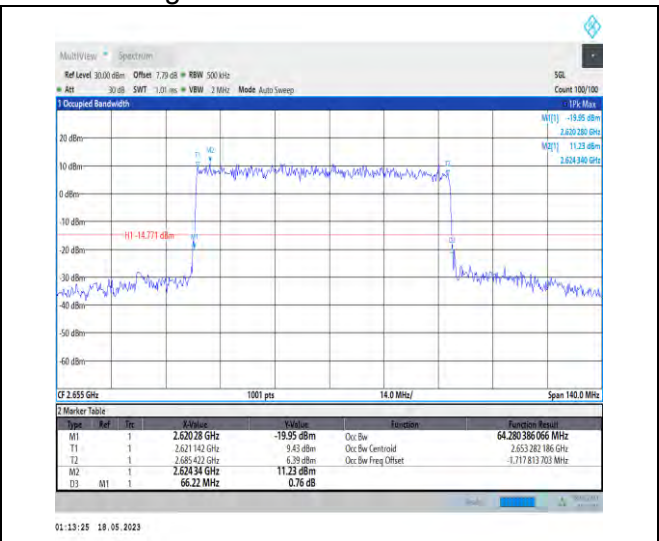 MultiView Spectrum
Ref Level 30.00 dBm Offset 7.79 dB RBW 500 kHz SGL
Att 30 dB SWT 1.01 ms VBW 2 MHz Mode Auto Sweep Count 100/100
1 Occupied Bandwidth 1Pk Max
M1[1] -19.95 dBm
2.620 280 GHz
M2[1] 11.23 dBm
2.624 340 GHz
20 dBm
T1 M2 T2
10 dBm
0 dBm
-10 dBm
H1 -14.771 dBm M1
D3
-20 dBm
-30 dBm
-40 dBm
-50 dBm
-60 dBm
CF 2.655 GHz 1001 pts 14.0 MHz/ Span 140.0 MHz
2 Marker Table
Type Ref Trc X-Value Y-Value Function Function Result
M1 1 2.62028 GHz -19.95 dBm Occ Bw 64.280 386 066 MHz
T1 1 2.621 142 GHz 9.43 dBm Occ Bw Centroid 2.653 282 186 GHz
T2 1 2.685 422 GHz 6.39 dBm Occ Bw Freq Offset -1.717 813 703 MHz
M2 1 2.624 34 GHz 11.23 dBm
D3 M1 1 66.22 MHz 0.76 dB
01:13:25 18.05.2023